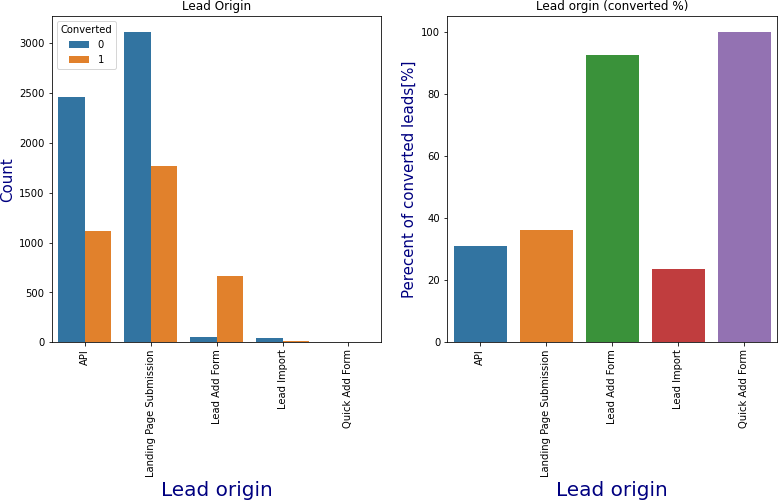 Lead Origin
Converted
0
1
3000
2500
2000
1500
1000
500
0
Count
API
Landing Page Submission
Lead Add Form
Lead Import
Quick Add Form
Lead origin
Lead orgin (converted %)
100
80
60
40
20
0
Perecent of converted leads[%]
API
Landing Page Submission
Lead Add Form
Lead Import
Quick Add Form
Lead origin